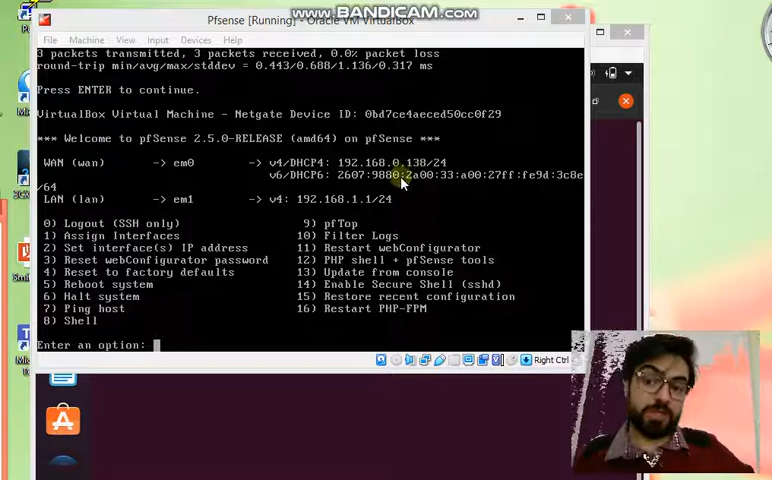 WWW.BANDICAM.COM
Pfsense [Running] - Oracle VM VirtualBox
File Machine View Input Devices Help
3 packets transmitted, 3 packets received, 0.0% packet loss
round-trip min/avg/max/stddev = 0.443/0.688/1.136/0.317 ms
Press ENTER to continue.
VirtualBox Virtual Machine - Netgate Device ID: 0bd7ce4aeced50cc0f29
*** Welcome to pfSense 2.5.0-RELEASE (amd64) on pfSense ***
WAN (wan) -> em0 -> v4/DHCP4: 192.168.0.138/24
v6/DHCP6: 2607:9880:2a00:33:a00:27ff:fe9d:3c8e
/64
LAN (lan) -> em1 -> v4: 192.168.1.1/24
0) Logout (SSH only) 9) pfTop
1) Assign Interfaces 10) Filter Logs
2) Set interface(s) IP address 11) Restart webConfigurator
3) Reset webConfigurator password 12) PHP shell + pfSense tools
4) Reset to factory defaults 13) Update from console
5) Reboot system 14) Enable Secure Shell (sshd)
6) Halt system 15) Restore recent configuration
7) Ping host 16) Restart PHP-FPM
8) Shell
Enter an option:
Right Ctrl